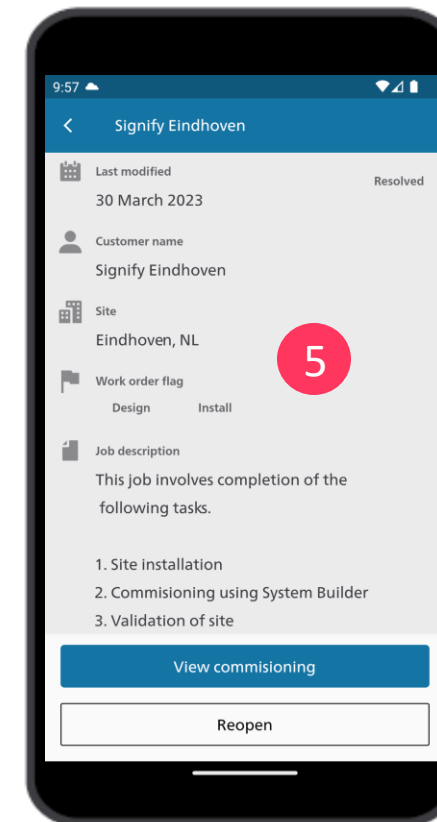 9:57
Signify Eindhoven
Last modified
Resolved
30 March 2023
Customer name
Signify Eindhoven
Site
Eindhoven, NL
5
Work order flag
Design Install
Job description
This job involves completion of the
following tasks.
1. Site installation
2. Commisioning using System Builder
3. Validation of site
View commisioning
Reopen